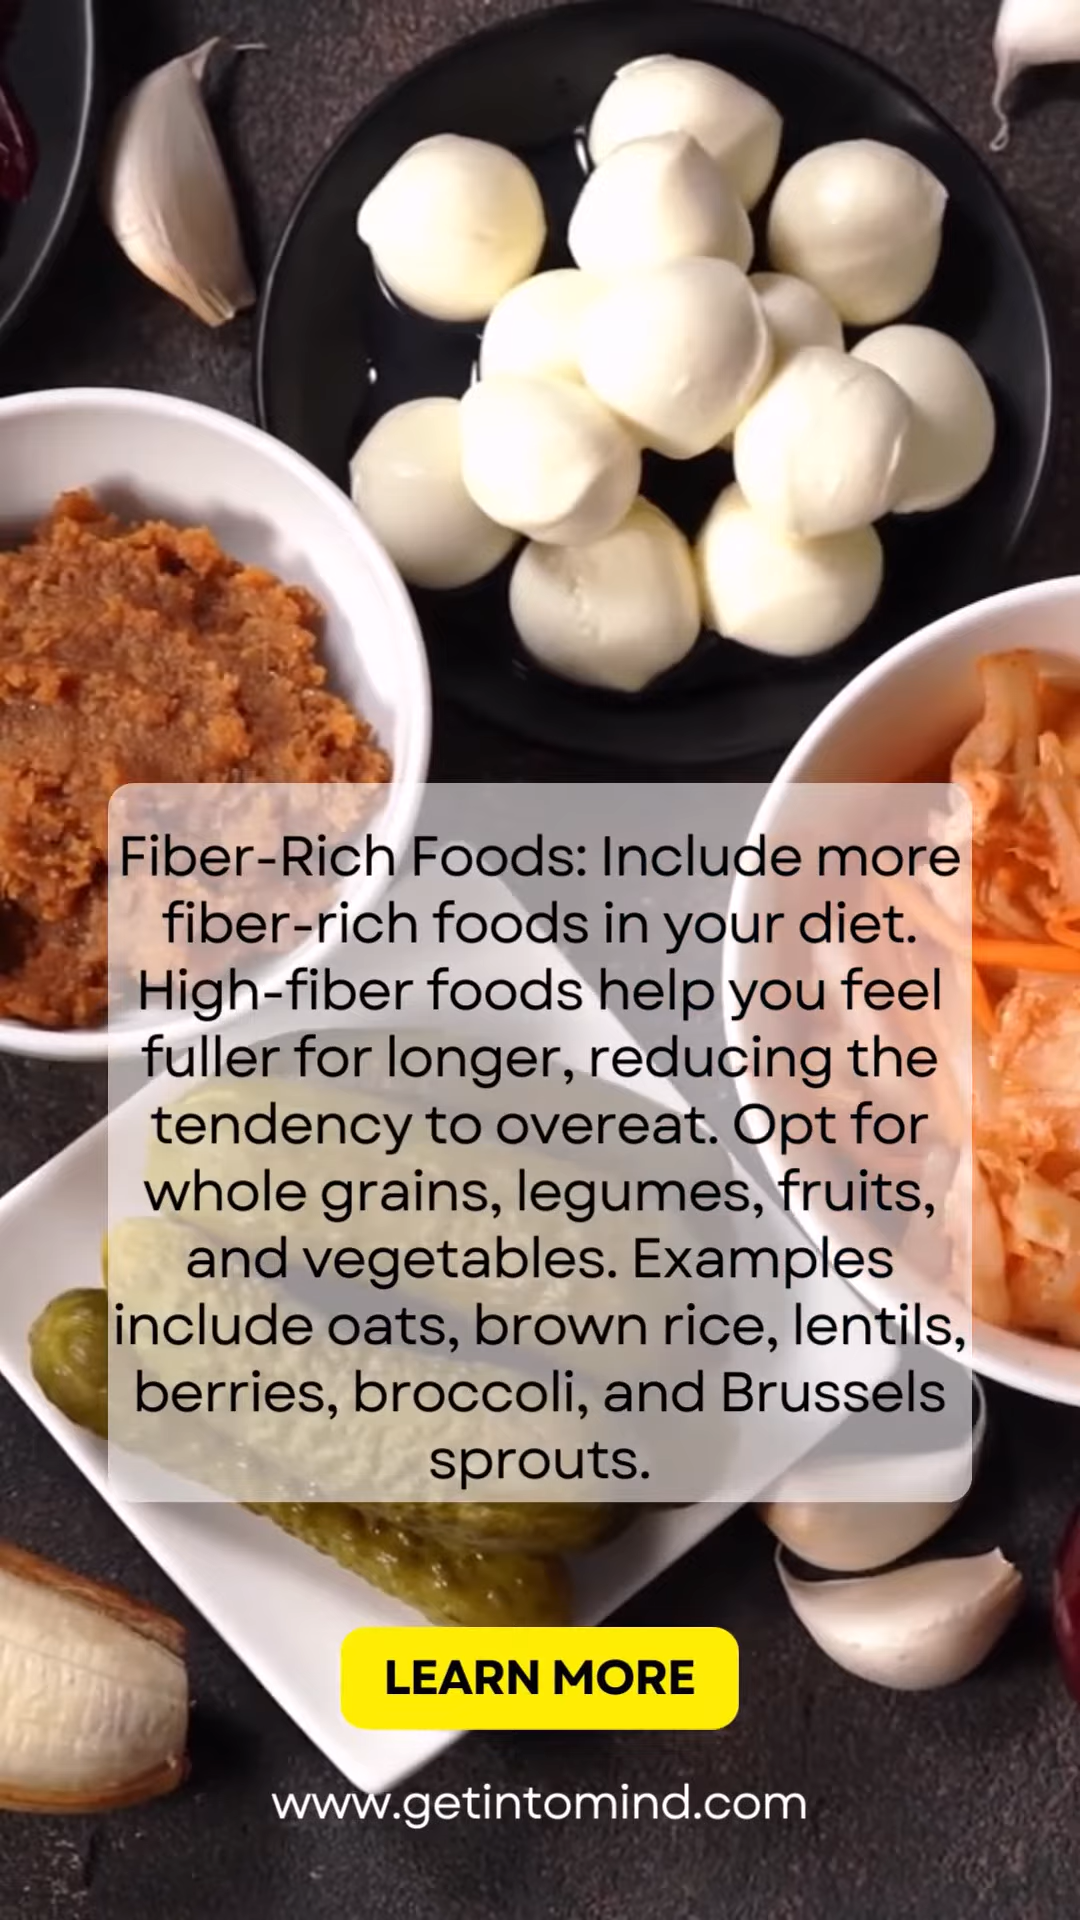 Fiber-Rich Foods: Include more
fiber-rich foods in your diet.
High-fiber foods help you feel
fuller for longer, reducing the
tendency to overeat. Opt for
whole grains, legumes, fruits,
and vegetables. Examples
include oats, brown rice, lentils,
berries, broccoli, and Brussels
sprouts.
LEARN MORE
www.getintomind.com